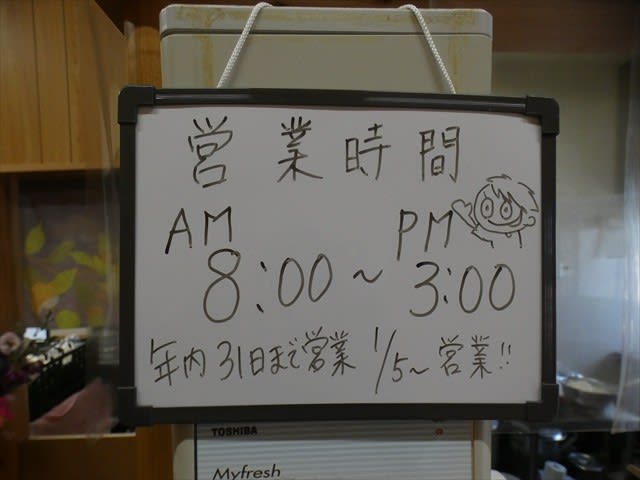 営業時間
AM PM
8:00～3:00
年内31日まで営業 1/5～営業!!
TOSHIBA
Myfresh